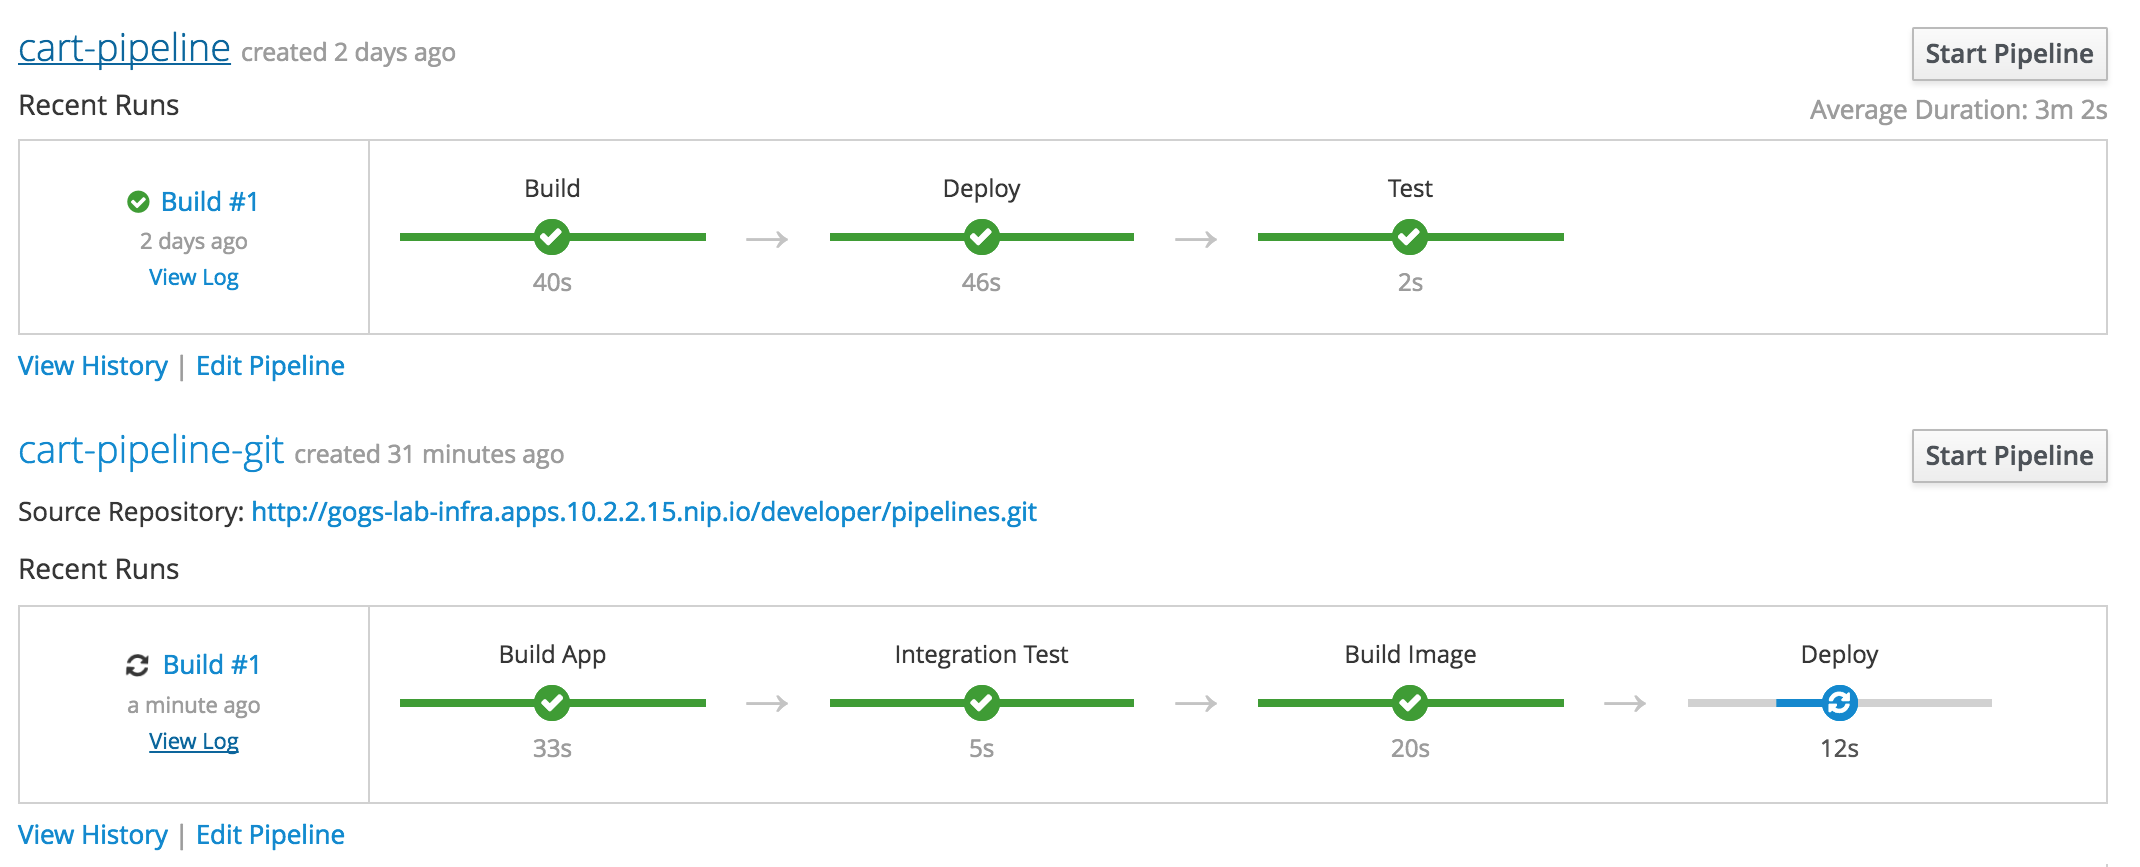 cart-pipeline created 2 days ago
Start Pipeline
Recent Runs
Average Duration: 3m 2s
Build #1
2 days ago
View Log
Build
Deploy
Test
40s
46s
2s
View History | Edit Pipeline
cart-pipeline-git created 31 minutes ago
Start Pipeline
Source Repository: http://gogs-lab-infra.apps.10.2.2.15.nip.io/developer/pipelines.git
Recent Runs
Build #1
a minute ago
View Log
Build App
Integration Test
Build Image
Deploy
33s
5s
20s
12s
View History | Edit Pipeline